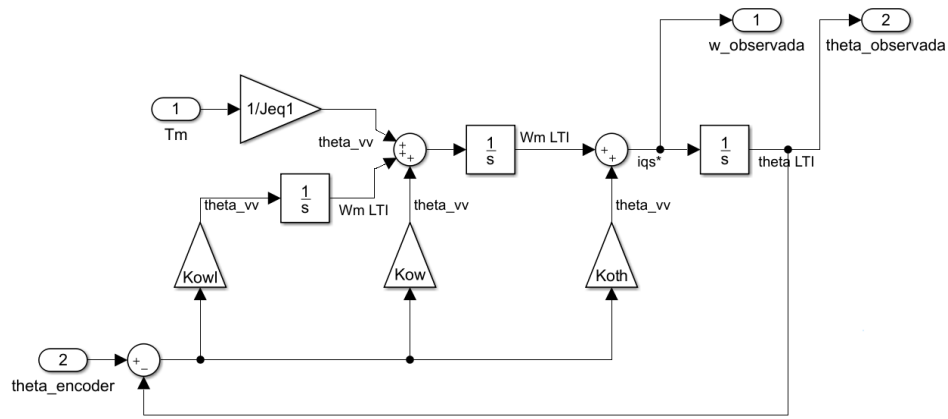 1
w_observada
2
theta_observada
1
Tm
1/Jeq1
theta_vv
+
+
+
1
s
Wm LTI
+
+
iqs*
1
s
theta LTI
theta_vv
1
s
Wm LTI
theta_vv
theta_vv
Kowl
Kow
Koth
2
theta_encoder
+
−